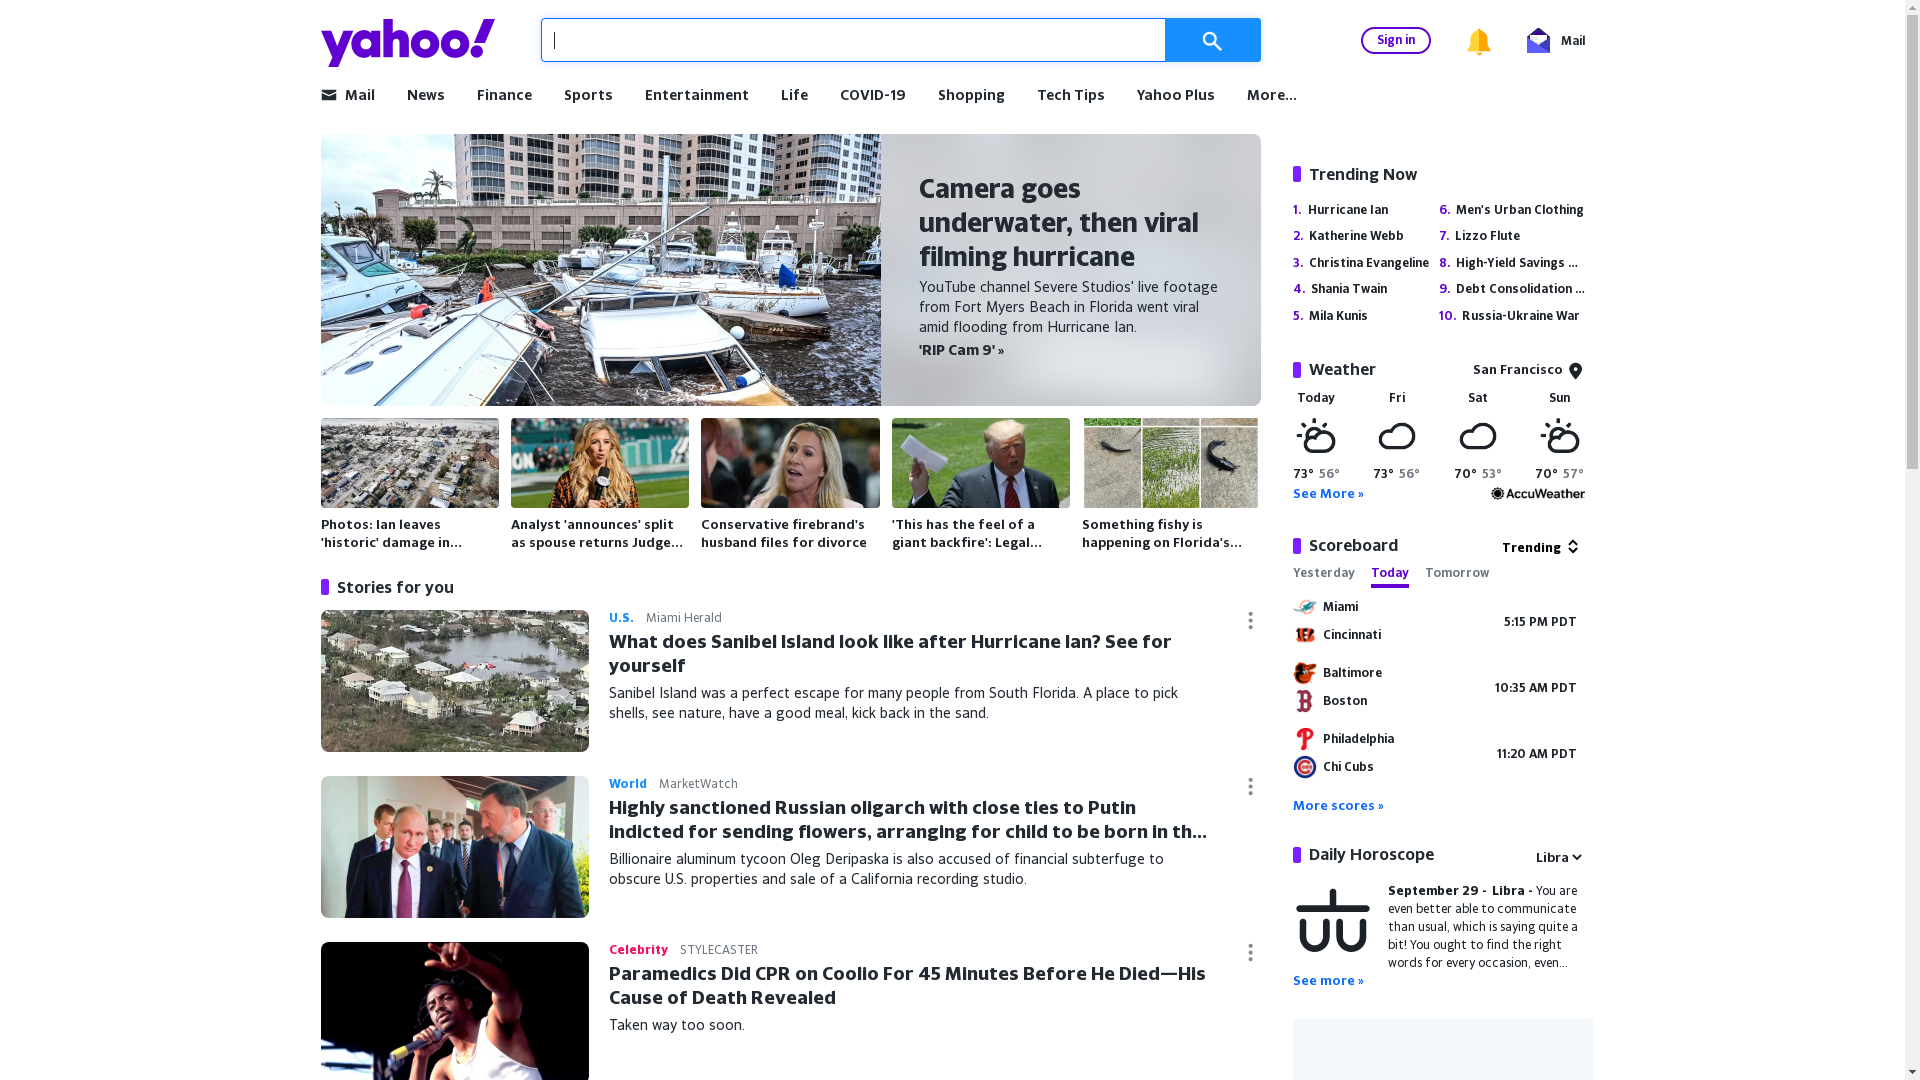 yahoo!
Sign in
Mail
Mail
News
Finance
Sports
Entertainment
Life
COVID-19
Shopping
Tech Tips
Yahoo Plus
More...
Camera goes
underwater, then viral
filming hurricane
YouTube channel Severe Studios' live footage
from Fort Myers Beach in Florida went viral
amid flooding from Hurricane Ian.
'RIP Cam 9' »
Photos: Ian leaves
'historic' damage in...
Analyst 'announces' split
as spouse returns Judge...
Conservative firebrand's
husband files for divorce
'This has the feel of a
giant backfire': Legal...
Something fishy is
happening on Florida's...
Stories for you
U.S. Miami Herald
What does Sanibel Island look like after Hurricane Ian? See for
yourself
Sanibel Island was a perfect escape for many people from South Florida. A place to pick
shells, see nature, have a good meal, kick back in the sand.
World MarketWatch
Highly sanctioned Russian oligarch with close ties to Putin
indicted for sending flowers, arranging for child to be born in th...
Billionaire aluminum tycoon Oleg Deripaska is also accused of financial subterfuge to
obscure U.S. properties and sale of a California recording studio.
Celebrity STYLECASTER
Paramedics Did CPR on Coolio For 45 Minutes Before He Died—His
Cause of Death Revealed
Taken way too soon.
Trending Now
1. Hurricane Ian
2. Katherine Webb
3. Christina Evangeline
4. Shania Twain
5. Mila Kunis
6. Men's Urban Clothing
7. Lizzo Flute
8. High-Yield Savings ...
9. Debt Consolidation ...
10. Russia-Ukraine War
Weather
San Francisco
Today Fri Sat Sun
73° 56° 73° 56° 70° 53° 70° 57°
See More »
AccuWeather
Scoreboard
Trending
Yesterday Today Tomorrow
Miami
Cincinnati
5:15 PM PDT
Baltimore
Boston
10:35 AM PDT
Philadelphia
Chi Cubs
11:20 AM PDT
More scores »
Daily Horoscope
Libra
September 29 - Libra - You are
even better able to communicate
than usual, which is saying quite a
bit! You ought to find the right
words for every occasion, even...
See more »